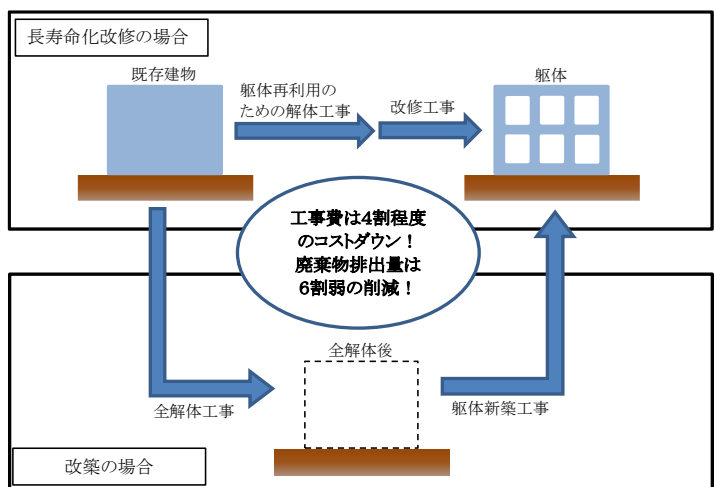 長寿命化改修の場合
既存建物
躯体再利用の
ための解体工事
改修工事
躯体
工事費は4割程度
のコストダウン！
廃棄物排出量は
6割弱の削減！
全解体後
全解体工事
躯体新築工事
改築の場合